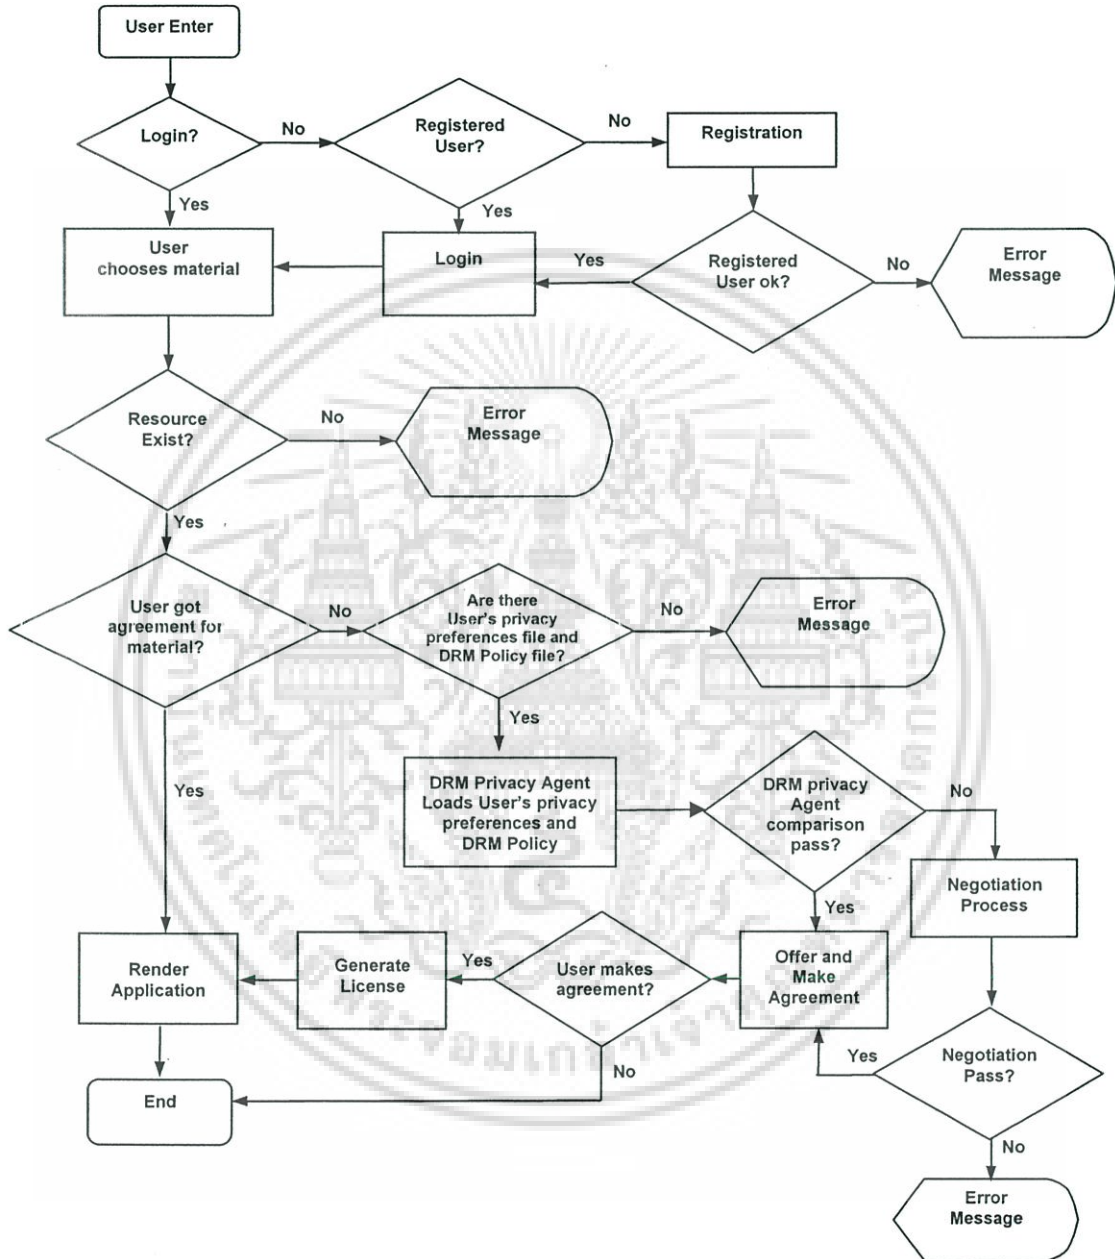 User Enter
Login?
No
Registered
User?
No
Registration
Yes
Yes
User
chooses material
Login
Yes
Registered
User ok?
No
Error
Message
Resource
Exist?
No
Error
Message
Yes
User got
agreement for
material?
No
Are there
User's privacy
preferences file and
DRM Policy file?
No
Error
Message
Yes
Yes
DRM Privacy Agent
Loads User's privacy
preferences and
DRM Policy
DRM privacy
Agent
comparison
pass?
No
Negotiation
Process
Yes
Render
Application
Generate
License
Yes
User makes
agreement?
Offer and
Make
Agreement
No
Yes
Negotiation
Pass?
End
No
Error
Message